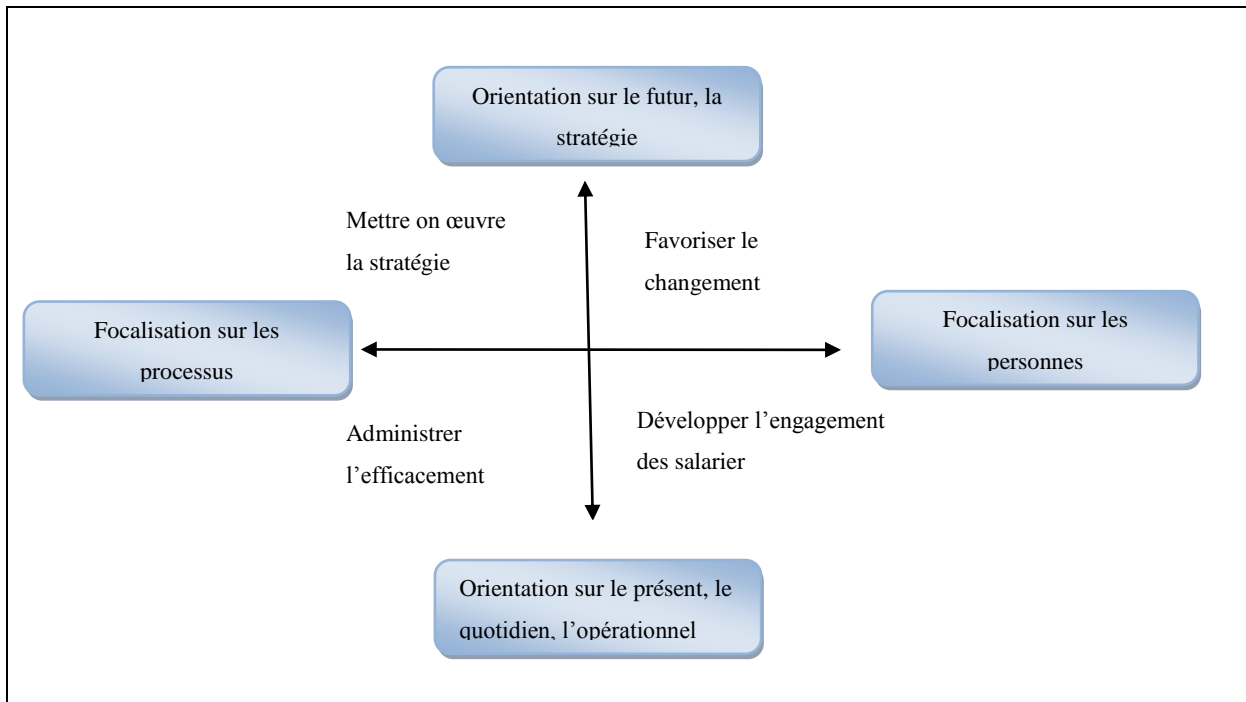 Orientation sur le futur, la
stratégie
Mettre on œuvre
la stratégie
Favoriser le
changement
Focalisation sur les
processus
Focalisation sur les
personnes
Administrer
l’efficacement
Développer l’engagement
des salarier
Orientation sur le présent, le
quotidien, l’opérationnel